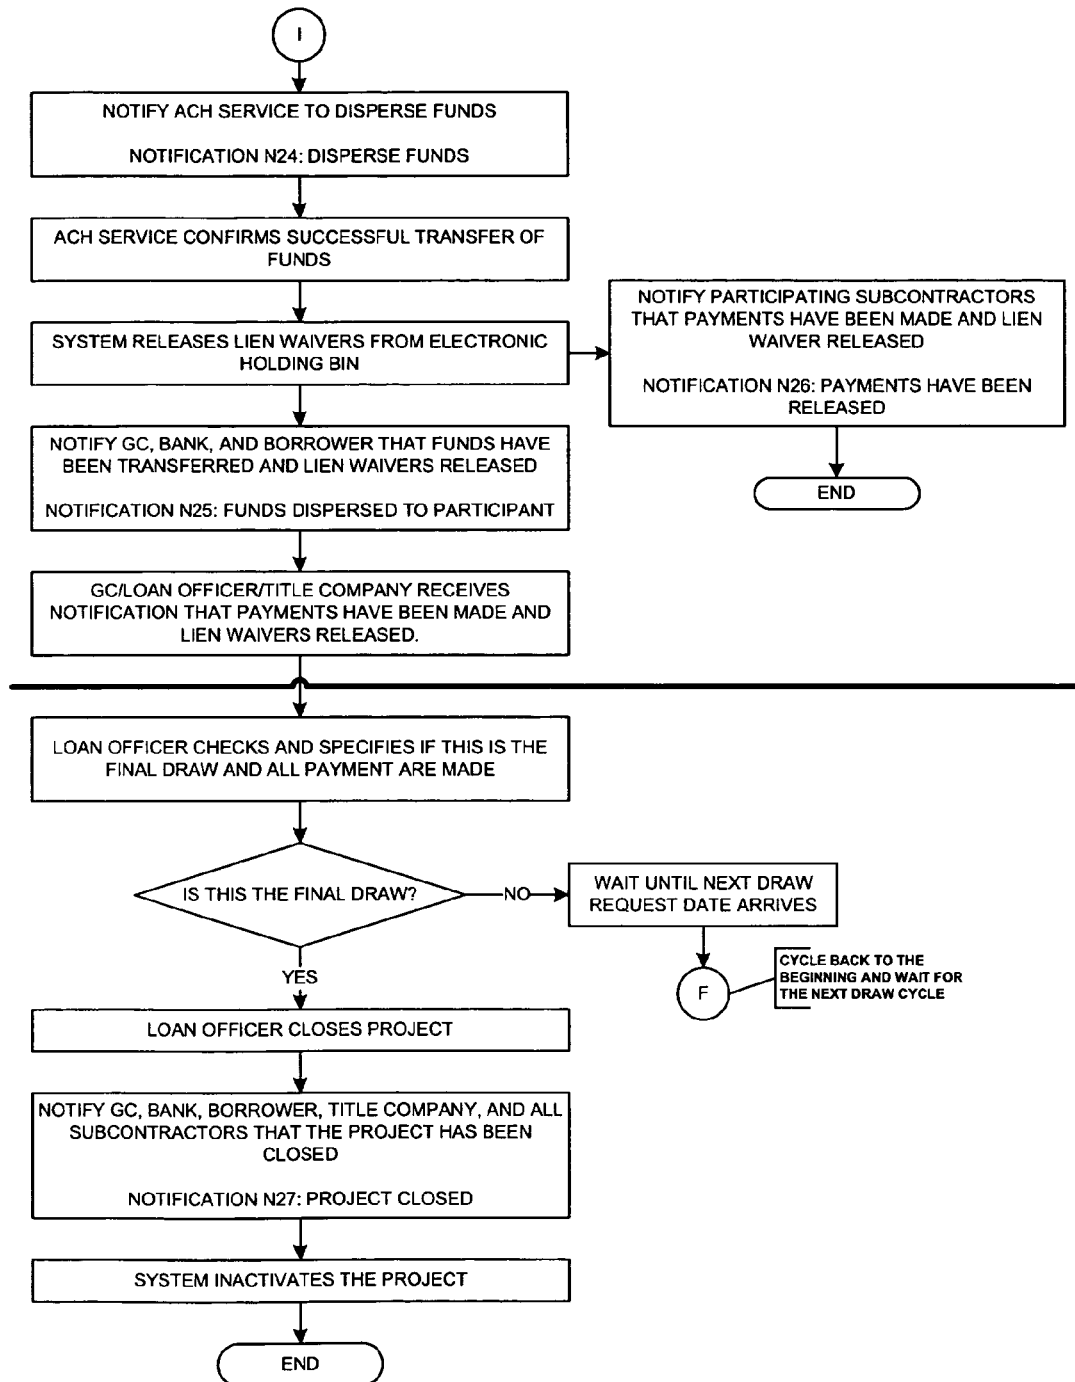 I
NOTIFY ACH SERVICE TO DISPERSE FUNDS
NOTIFICATION N24: DISPERSE FUNDS
ACH SERVICE CONFIRMS SUCCESSFUL TRANSFER OF
FUNDS
SYSTEM RELEASES LIEN WAIVERS FROM ELECTRONIC
HOLDING BIN
NOTIFY PARTICIPATING SUBCONTRACTORS
THAT PAYMENTS HAVE BEEN MADE AND LIEN
WAIVER RELEASED
NOTIFICATION N26: PAYMENTS HAVE BEEN
RELEASED
END
NOTIFY GC, BANK, AND BORROWER THAT FUNDS HAVE
BEEN TRANSFERRED AND LIEN WAIVERS RELEASED
NOTIFICATION N25: FUNDS DISPERSED TO PARTICIPANT
GC/LOAN OFFICER/TITLE COMPANY RECEIVES
NOTIFICATION THAT PAYMENTS HAVE BEEN MADE AND
LIEN WAIVERS RELEASED.
LOAN OFFICER CHECKS AND SPECIFIES IF THIS IS THE
FINAL DRAW AND ALL PAYMENT ARE MADE
IS THIS THE FINAL DRAW?
NO
WAIT UNTIL NEXT DRAW
REQUEST DATE ARRIVES
F
CYCLE BACK TO THE
BEGINNING AND WAIT FOR
THE NEXT DRAW CYCLE
YES
LOAN OFFICER CLOSES PROJECT
NOTIFY GC, BANK, BORROWER, TITLE COMPANY, AND ALL
SUBCONTRACTORS THAT THE PROJECT HAS BEEN
CLOSED
NOTIFICATION N27: PROJECT CLOSED
SYSTEM INACTIVATES THE PROJECT
END